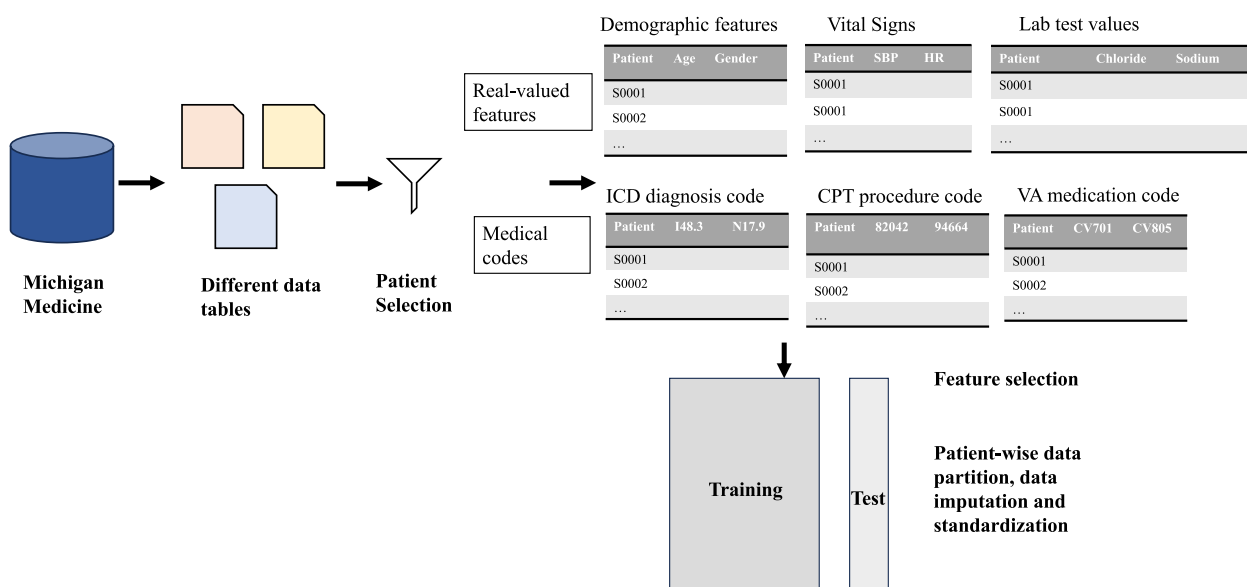 Demographic features
Vital Signs
Lab test values
Patient Age Gender
S0001
S0002
…
Patient SBP HR
S0001
S0001
…
Patient Chloride Sodium
S0001
S0001
…
Real-valued
features
Medical
codes
ICD diagnosis code
CPT procedure code
VA medication code
Patient I48.3 N17.9
S0001
S0002
…
Patient 82042 94664
S0001
S0002
…
Patient CV701 CV805
S0001
S0002
…
Michigan
Medicine
Different data
tables
Patient
Selection
Training
Test
Feature selection
Patient-wise data
partition, data
imputation and
standardization